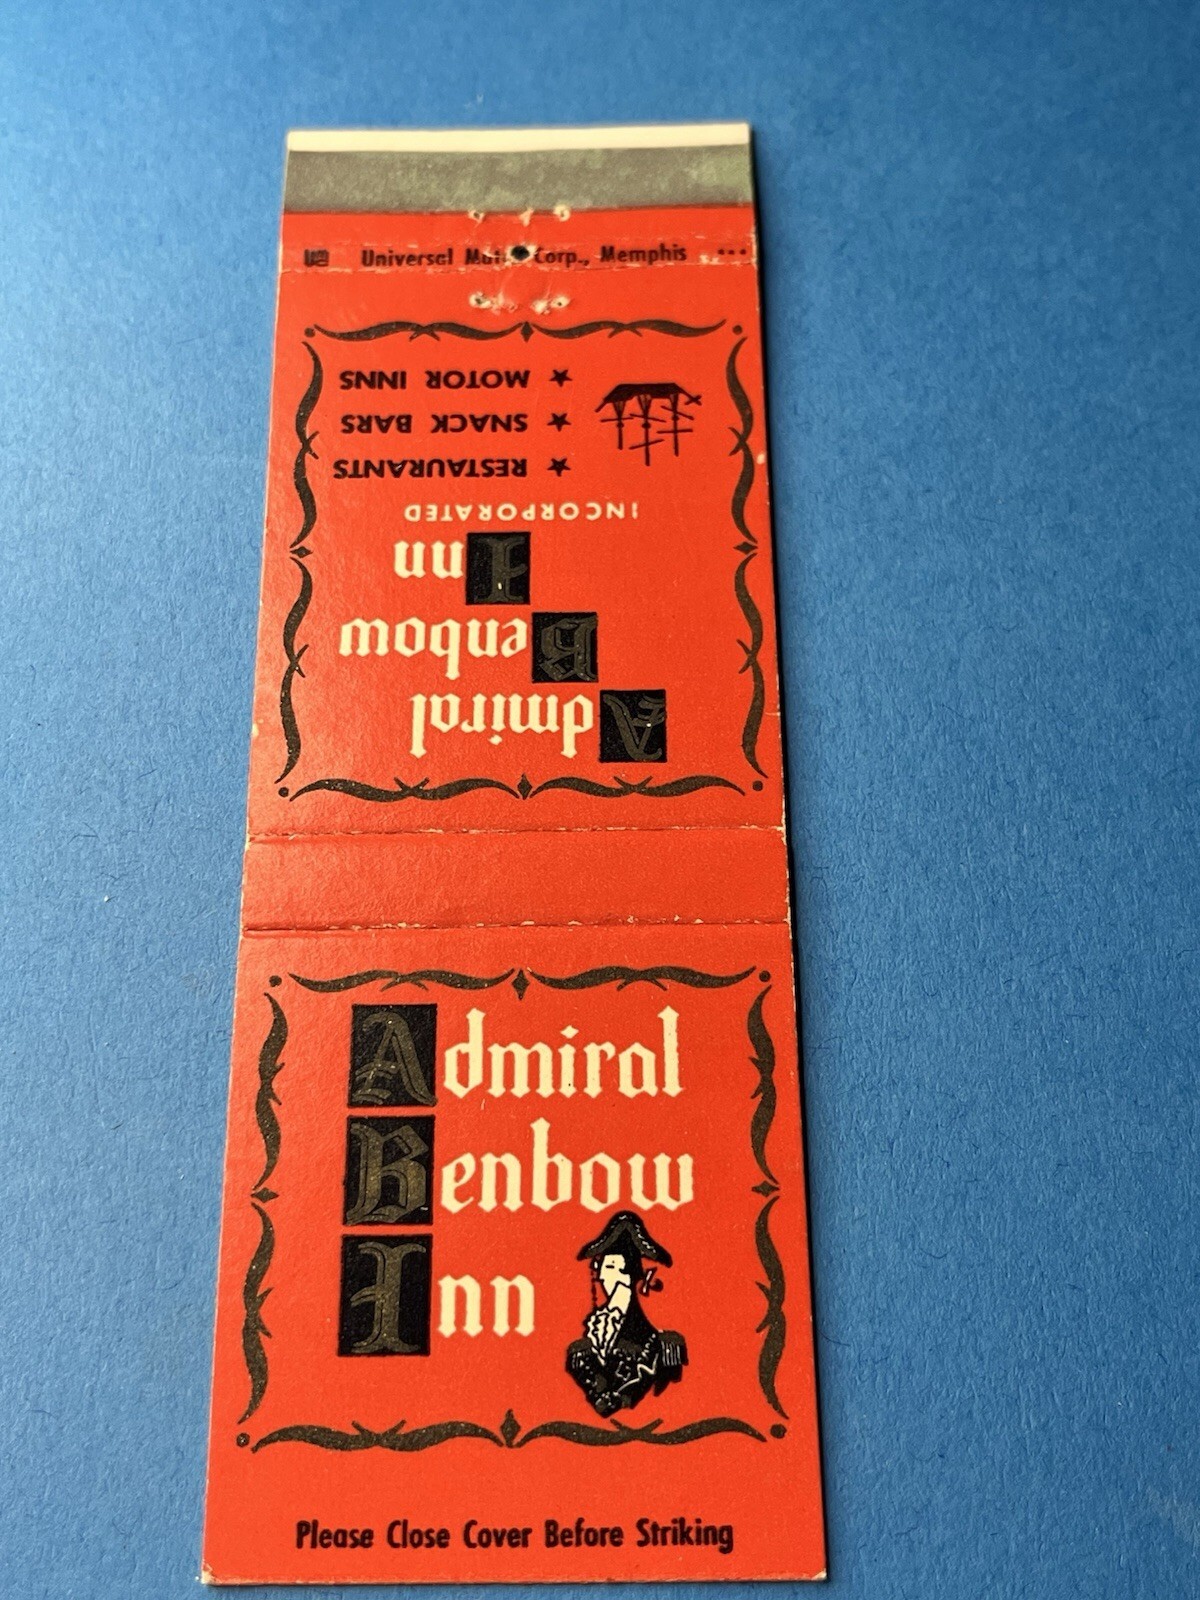 Universal Match Corp., Memphis
Admiral
Benbow
Inn
INCORPORATED
★ RESTAURANTS
★ SNACK BARS
★ MOTOR INNS
Admiral
Benbow
Inn
Please Close Cover Before Striking